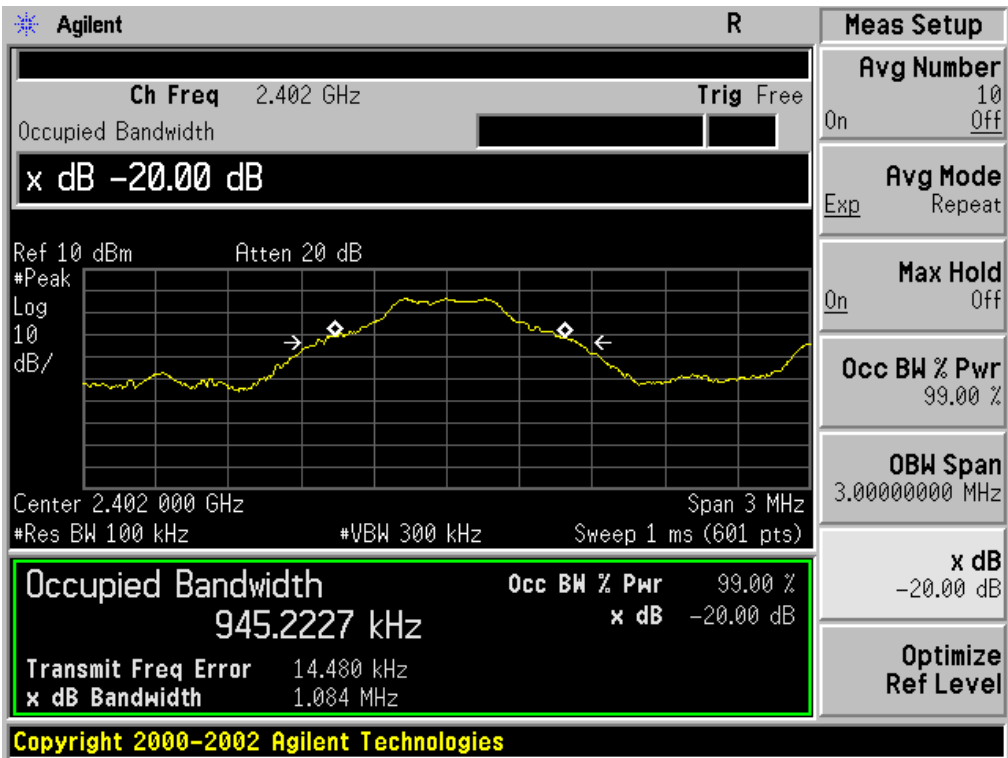 Agilent R
Ch Freq 2.402 GHz Trig Free
Occupied Bandwidth
x dB -20.00 dB
Ref 10 dBm Atten 20 dB
#Peak
Log
10
dB/
Center 2.402 000 GHz Span 3 MHz
#Res BW 100 kHz #VBW 300 kHz Sweep 1 ms (601 pts)
Occupied Bandwidth Occ BW % Pwr 99.00 %
945.2227 kHz x dB -20.00 dB
Transmit Freq Error 14.480 kHz
x dB Bandwidth 1.084 MHz
Copyright 2000-2002 Agilent Technologies
Meas Setup
Avg Number
10
On Off
Avg Mode
Exp Repeat
Max Hold
On Off
Occ BW % Pwr
99.00 %
OBW Span
3.00000000 MHz
x dB
-20.00 dB
Optimize
Ref Level